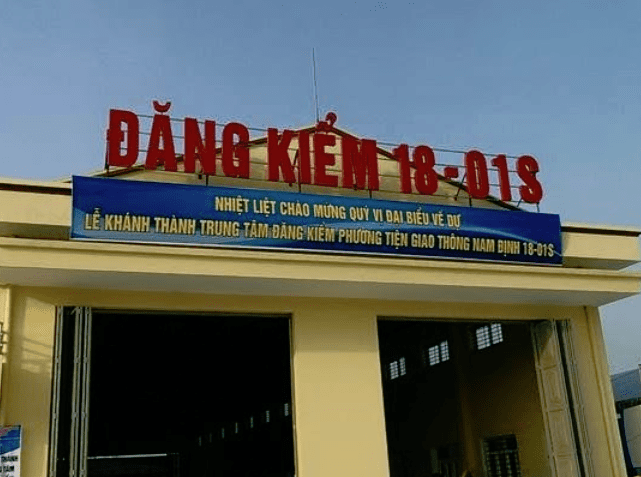 ĐĂNG KIỂM 18-01S
NHIỆT LIỆT CHÀO MỪNG QUÝ VỊ ĐẠI BIỂU VỀ DỰ
LỄ KHÁNH THÀNH TRUNG TÂM ĐĂNG KIỂM PHƯƠNG TIỆN GIAO THÔNG NAM ĐỊNH 18-01S